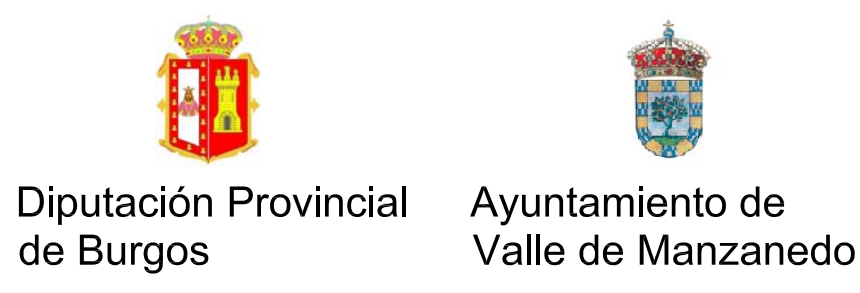 Diputación Provincial
de Burgos
Ayuntamiento de
Valle de Manzanedo